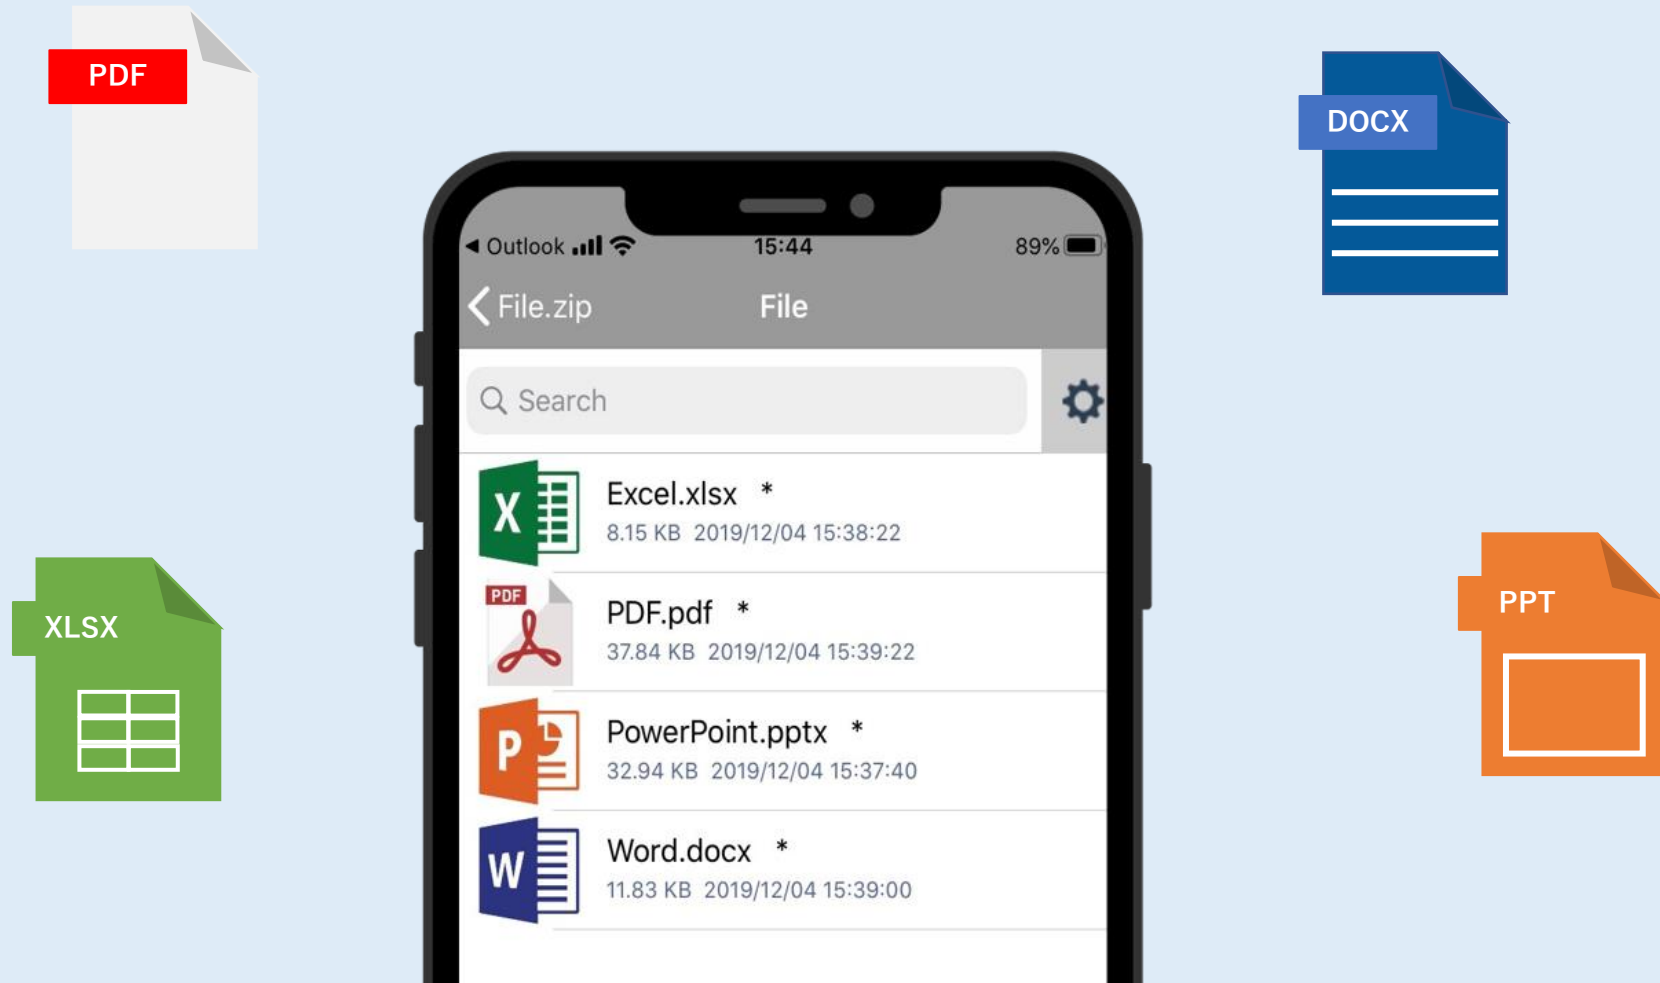 PDF
DOCX
Outlook 15:44 89%
File.zip File
Search
X Excel.xlsx *
8.15 KB 2019/12/04 15:38:22
PDF PDF.pdf *
37.84 KB 2019/12/04 15:39:22
XLSX
PPT
P PowerPoint.pptx *
32.94 KB 2019/12/04 15:37:40
W Word.docx *
11.83 KB 2019/12/04 15:39:00